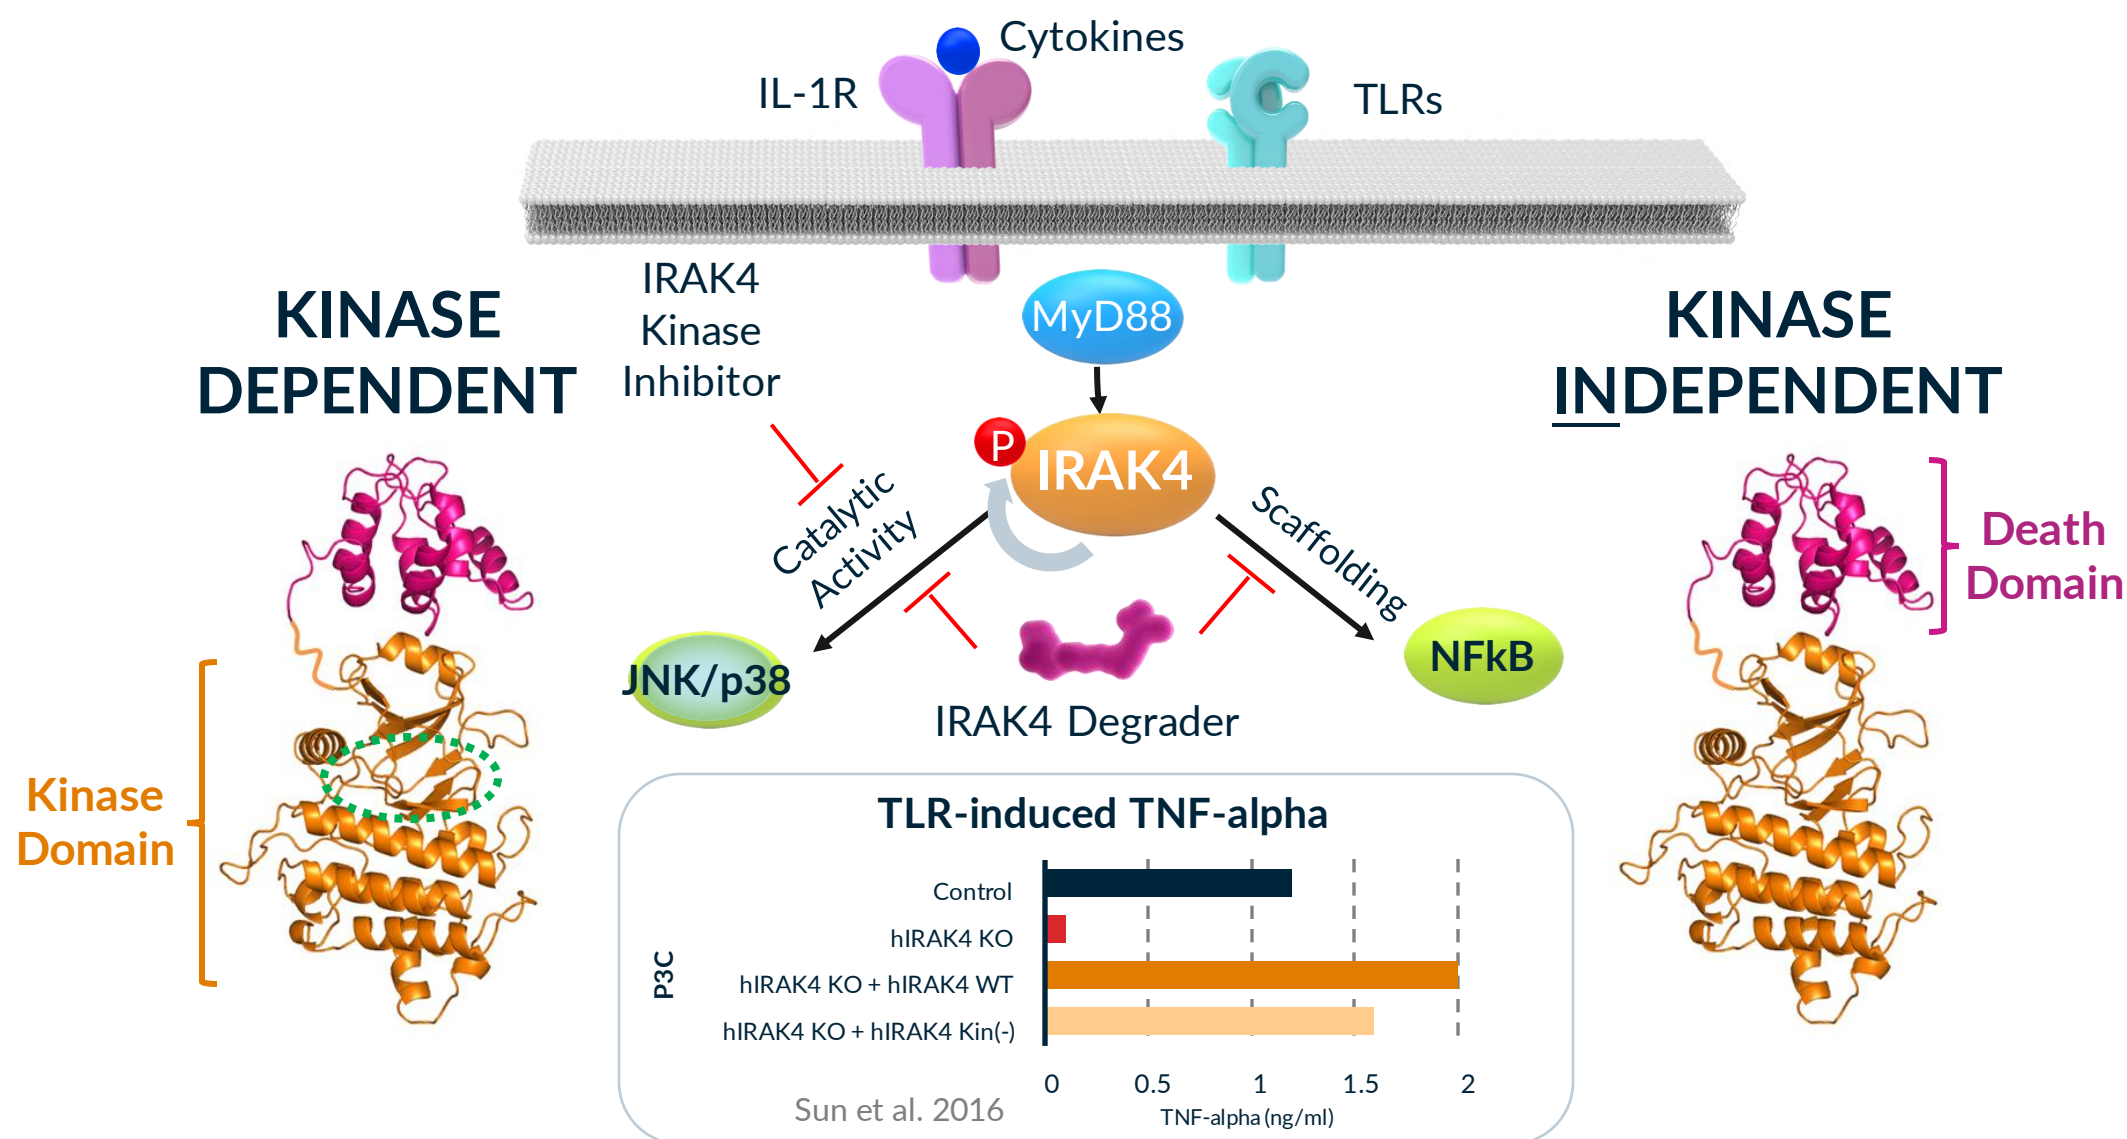 Cytokines
IL-1R
TLRs
IRAK4
Kinase
Inhibitor
KINASE
DEPENDENT
MyD88
KINASE
INDEPENDENT
P
IRAK4
Catalytic
Activity
Scaffolding
Death
Domain
JNK/p38
NFkB
IRAK4 Degrader
Kinase
Domain
TLR-induced TNF-alpha
P3C
Control
hIRAK4 KO
hIRAK4 KO + hIRAK4 WT
hIRAK4 KO + hIRAK4 Kin(-)
0 0.5 1 1.5 2
TNF-alpha (ng/ml)
Sun et al. 2016